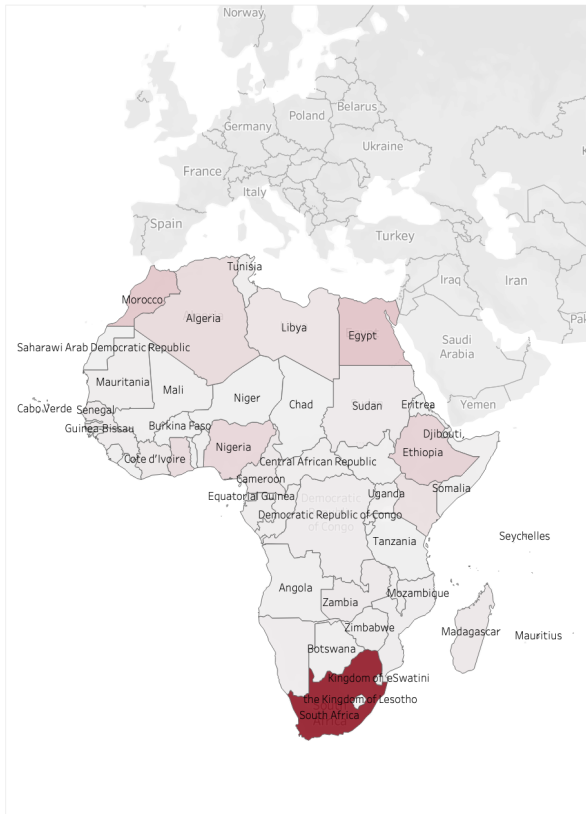 Norway
Belarus
Poland
Germany
Ukraine
France
Italy
Spain
Turkey
Iraq
Iran
Tunisia
Morocco
Algeria
Libya
Egypt
Saudi
Arabia
Saharawi Arab Democratic Republic
Mauritania
Mali
Niger
Chad
Sudan
Eritrea
Yemen
Cabo Verde
Senegal
Guinea Bissau
Burkina Faso
Djibouti
Nigeria
Ethiopia
Cote d'Ivoire
Central African Republic
Cameroon
Somalia
Equatorial Guinea
Democratic
Uganda
Democratic Republic of Congo
of Congo
Seychelles
Tanzania
Angola
Mozambique
Zambia
Zimbabwe
Madagascar
Mauritius
Botswana
Kingdom of eSwatini
the Kingdom of Lesotho
South Africa